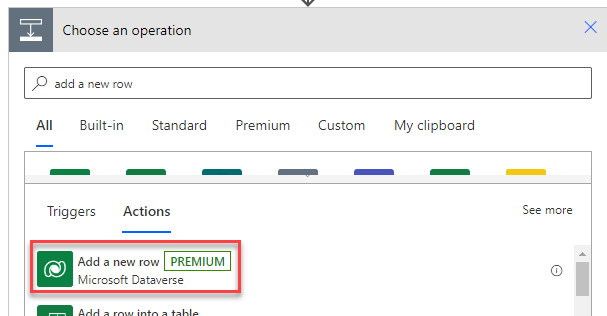 Choose an operation
add a new row
All Built-in Standard Premium Custom My clipboard
Triggers Actions See more
Add a new row PREMIUM
Microsoft Dataverse
Add a row into a table